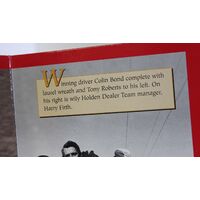 Winning driver Colin Bond complete with
laurel wreath and Tony Roberts to his left. On
his right is wily Holden Dealer Team manager,
Harry Firth.